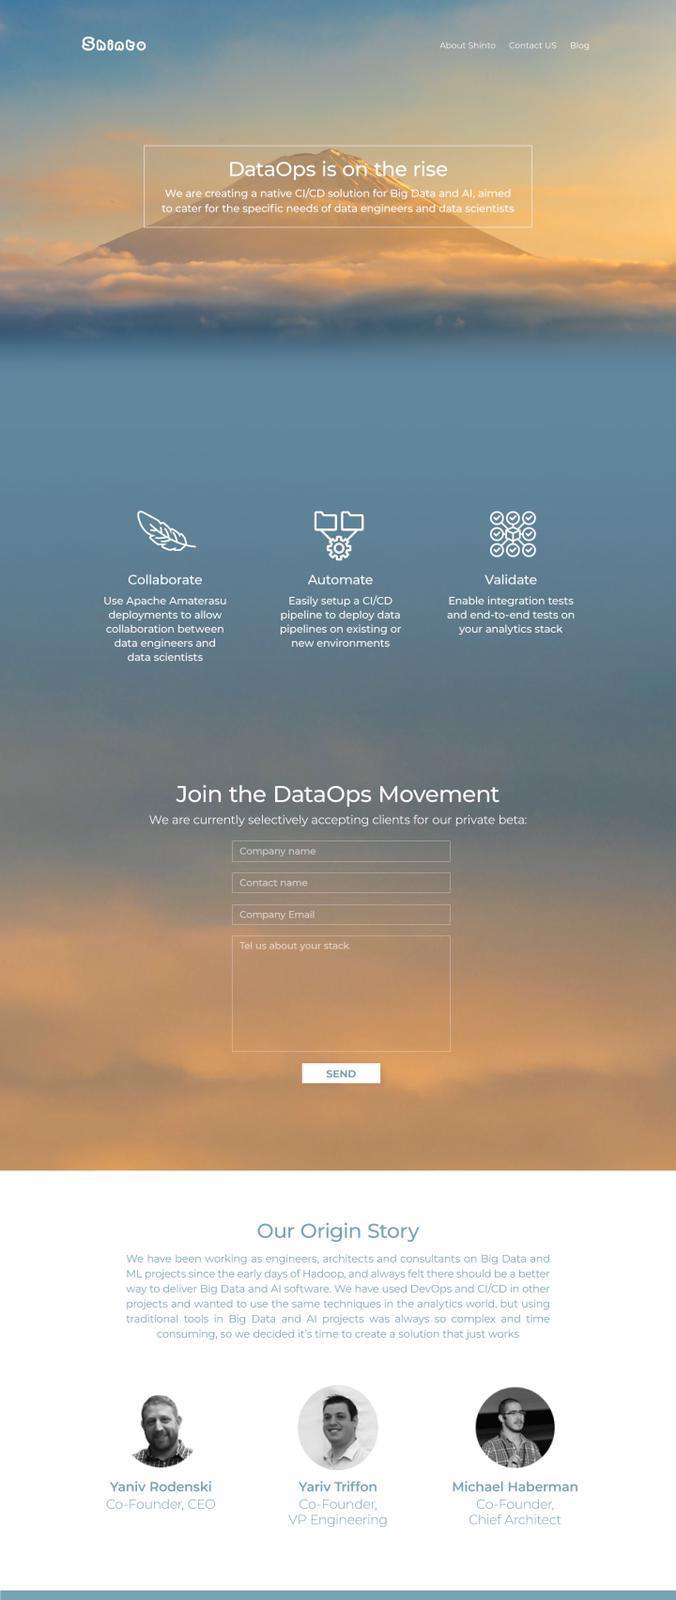 Shinto
About Shinto Contact US Blog
DataOps is on the rise
We are creating a native CI/CD solution for Big Data and AI, aimed
to cater for the specific needs of data engineers and data scientists
Collaborate
Use Apache Amaterasu
deployments to allow
collaboration between
data engineers and
data scientists
Automate
Easily setup a CI/CD
pipeline to deploy data
pipelines on existing or
new environments
Validate
Enable integration tests
and end-to-end tests on
your analytics stack
Join the DataOps Movement
We are currently selectively accepting clients for our private beta:
Company name
Contact name
Company Email
Tell us about your stack
SEND
Our Origin Story
We have been working as engineers, architects and consultants on Big Data and
ML projects since the early days of Hadoop, and always felt there should be a better
way to deliver Big Data and AI software. We have used DevOps and CI/CD in other
projects and wanted to use the same techniques in the analytics world, but using
traditional tools in Big Data and AI projects was always so complex and time
consuming, so we decided it's time to create a solution that just works
Yaniv Rodenski
Co-Founder, CEO
Yariv Triffon
Co-Founder,
VP Engineering
Michael Haberman
Co-Founder,
Chief Architect